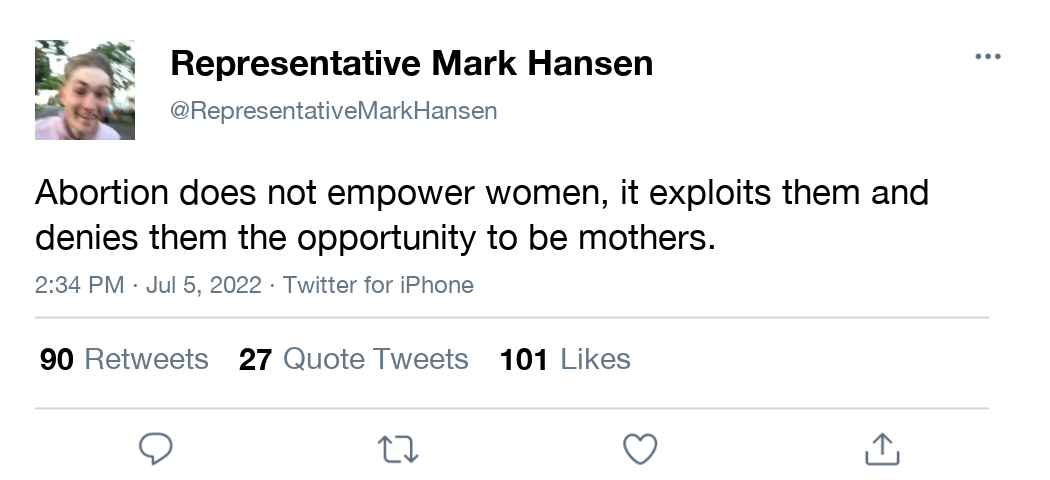 Representative Mark Hansen
@RepresentativeMarkHansen
Abortion does not empower women, it exploits them and
denies them the opportunity to be mothers.
2:34 PM · Jul 5, 2022 · Twitter for iPhone
90 Retweets 27 Quote Tweets 101 Likes